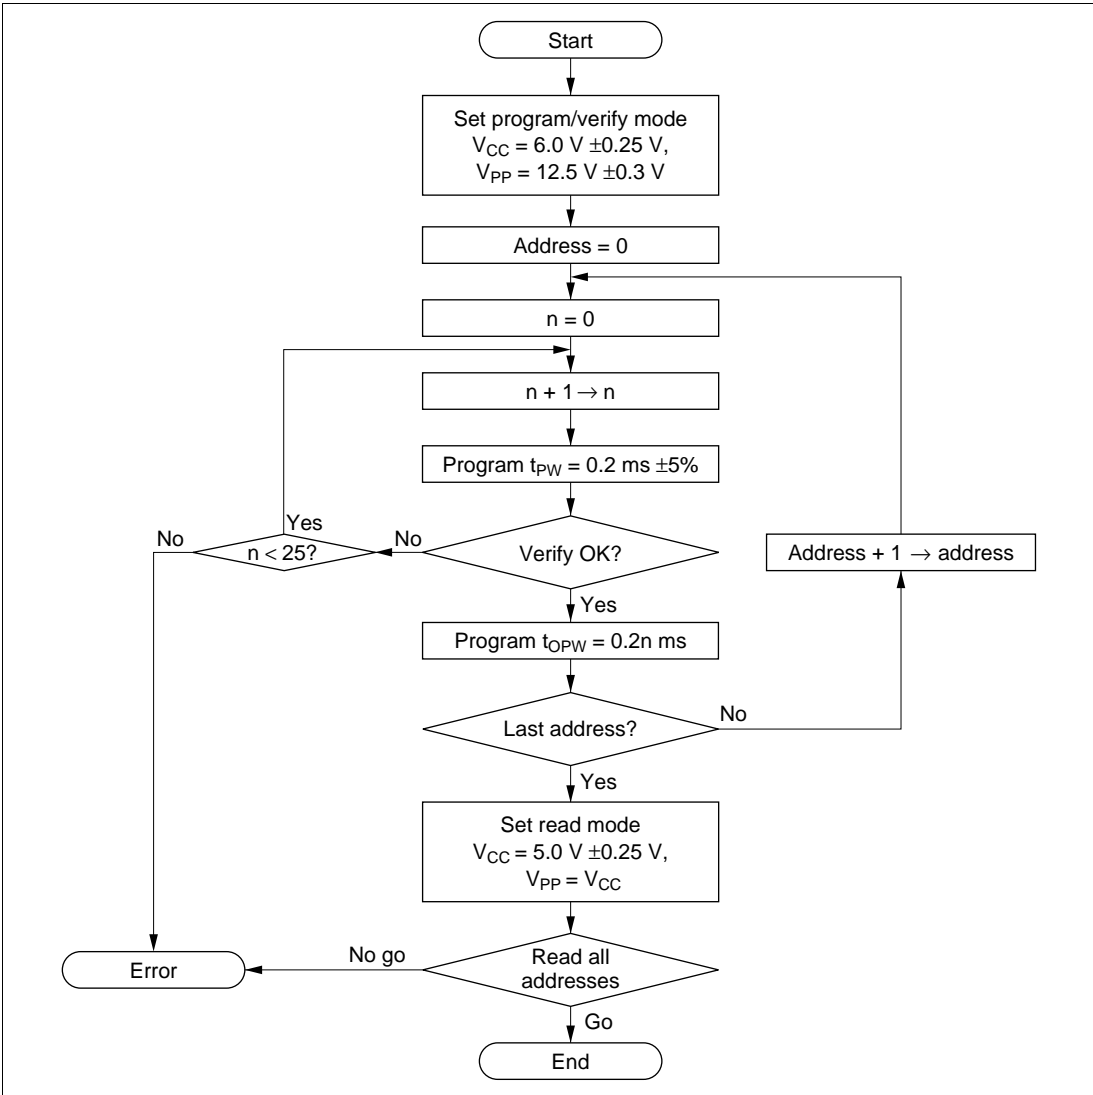 Start
Set program/verify mode
VCC = 6.0 V ±0.25 V,
VPP = 12.5 V ±0.3 V
Address = 0
n = 0
n + 1 → n
Program tPW = 0.2 ms ±5%
Verify OK?
No
n < 25?
Yes
No
Address + 1 → address
Yes
Program tOPW = 0.2n ms
Last address?
No
Yes
Set read mode
VCC = 5.0 V ±0.25 V,
VPP = VCC
Read all
addresses
No go
Error
Go
End